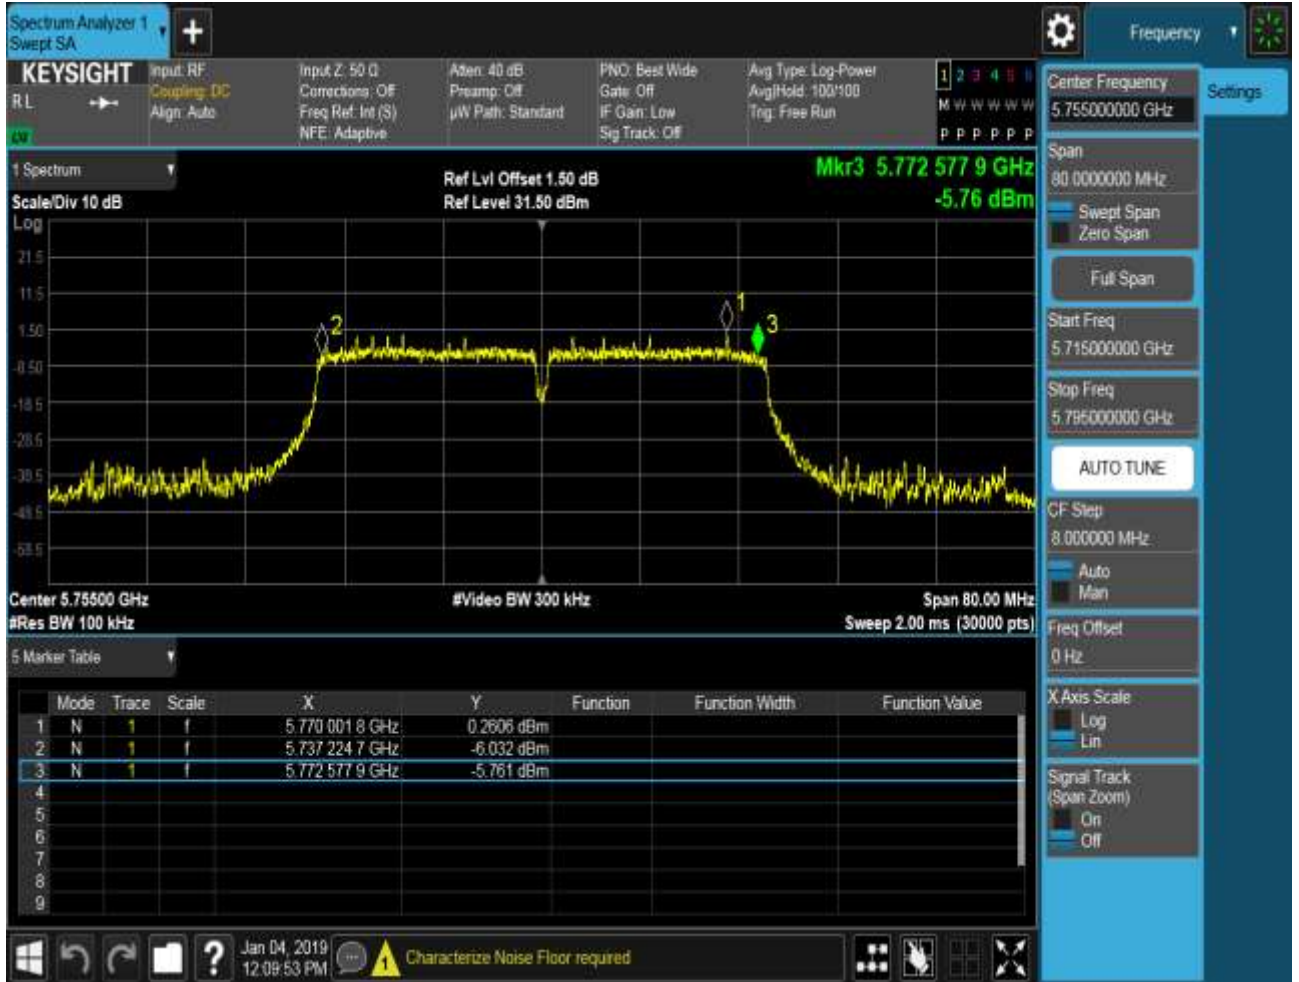 Spectrum Analyzer 1
Swept SA
Frequency
KEYSIGHT
Input: RF
Coupling: DC
Align: Auto
Input Z: 50 Ω
Corrections: Off
Freq Ref: Int (S)
NFE: Adaptive
Atten: 40 dB
Preamp: Off
µW Path: Standard
PNO: Best Wide
Gate: Off
IF Gain: Low
Sig Track: Off
Avg Type: Log-Power
Avg|Hold: 100/100
Trig: Free Run
1 2 3 4 5 6
M W W W W W
P P P P P P
R L
1 Spectrum
Scale/Div 10 dB
Ref Lvl Offset 1.50 dB
Ref Level 31.50 dBm
Mkr3 5.772 577 9 GHz
-5.76 dBm
Log
21.5
11.5
1.50
-8.50
-18.5
-28.5
-38.5
-48.5
-58.5
2
1
3
Center 5.75500 GHz
#Res BW 100 kHz
#Video BW 300 kHz
Span 80.00 MHz
Sweep 2.00 ms (30000 pts)
5 Marker Table
Mode Trace Scale X Y Function Function Width Function Value
1 N 1 f 5.770 001 8 GHz 0.2606 dBm
2 N 1 f 5.737 224 7 GHz -6.032 dBm
3 N 1 f 5.772 577 9 GHz -5.761 dBm
4
5
6
7
8
9
?
Jan 04, 2019
12:09:53 PM
1
Characterize Noise Floor required
Center Frequency
5.755000000 GHz
Settings
Span
80.0000000 MHz
Swept Span
Zero Span
Full Span
Start Freq
5.715000000 GHz
Stop Freq
5.795000000 GHz
AUTO TUNE
CF Step
8.000000 MHz
Auto
Man
Freq Offset
0 Hz
X Axis Scale
Log
Lin
Signal Track
(Span Zoom)
On
Off